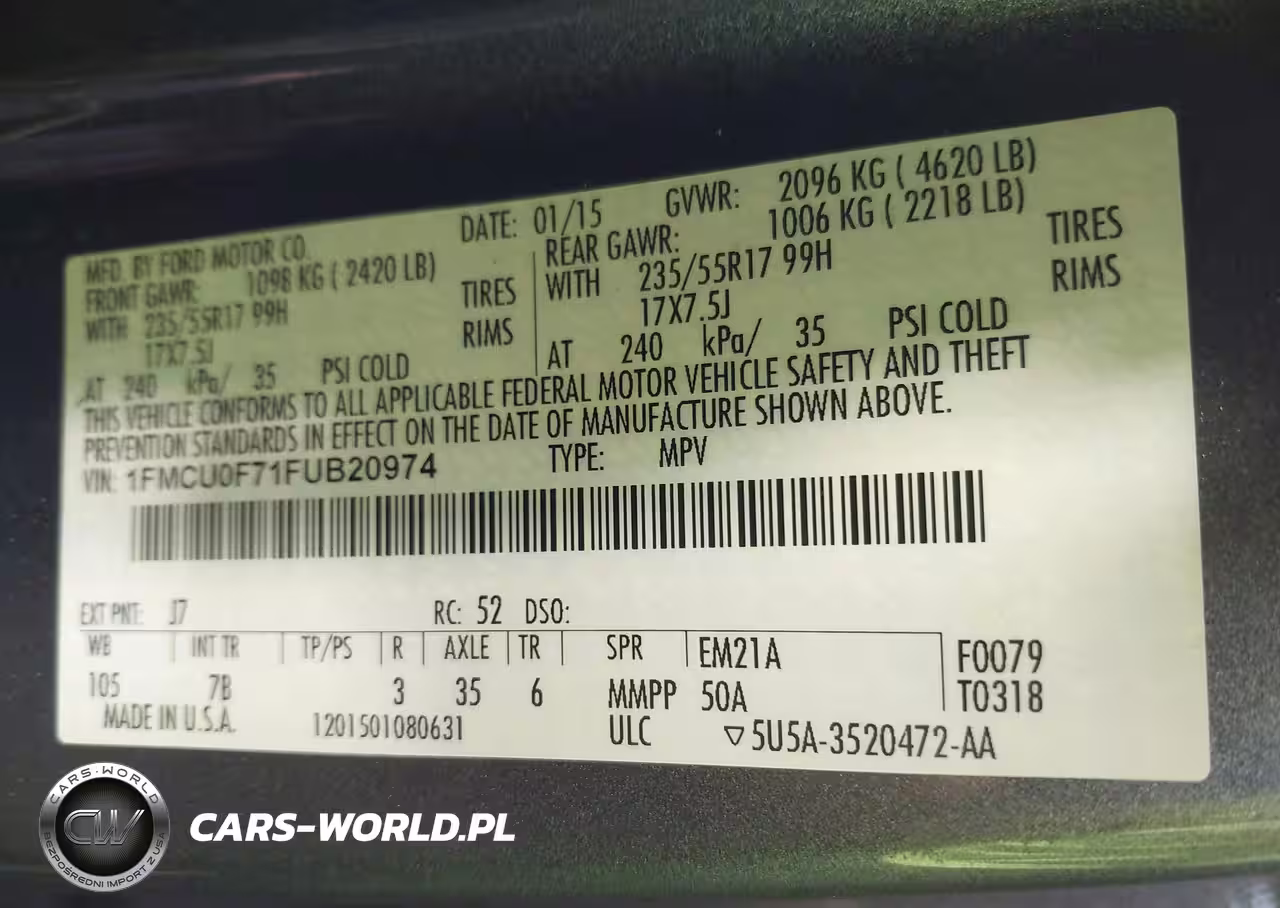 MFD. BY FORD MOTOR CO. DATE: 01/15 GVWR: 2096 KG ( 4620 LB)
FRONT GAWR: 1098 KG ( 2420 LB)
WITH 235/55R17 99H TIRES
17X7.5J RIMS
AT 240 kPa/ 35 PSI COLD
REAR GAWR: 1006 KG ( 2218 LB)
WITH 235/55R17 99H TIRES
17X7.5J RIMS
AT 240 kPa/ 35 PSI COLD
THIS VEHICLE CONFORMS TO ALL APPLICABLE FEDERAL MOTOR VEHICLE SAFETY AND THEFT
PREVENTION STANDARDS IN EFFECT ON THE DATE OF MANUFACTURE SHOWN ABOVE.
VIN: 1FMCU0F71FUB20974 TYPE: MPV
EXT PNT: J7 RC: 52 DSO:
WB INT TR TP/PS R AXLE TR SPR EM21A F0079
105 7B 3 35 6 MMPP 50A T0318
MADE IN U.S.A. 1201501080631 ULC ▽5U5A-3520472-AA
CARS-WORLD
CW
BEZPOŚREDNI IMPORT Z USA
CARS-WORLD.PL